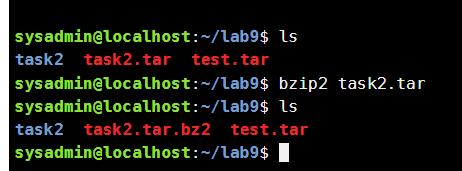 sysadmin@localhost:~/lab9$ ls
task2  task2.tar  test.tar
sysadmin@localhost:~/lab9$ bzip2 task2.tar
sysadmin@localhost:~/lab9$ ls
task2  task2.tar.bz2  test.tar
sysadmin@localhost:~/lab9$